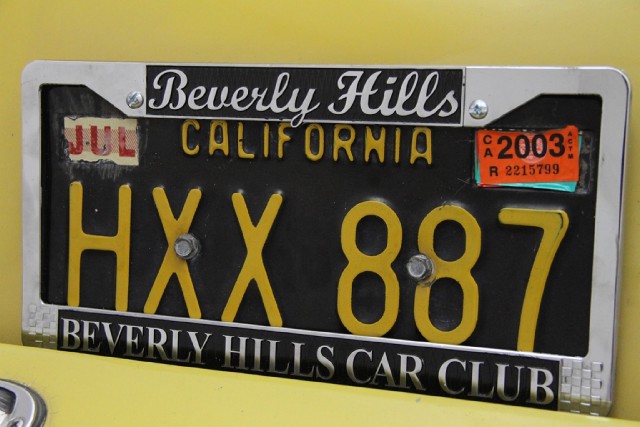 Beverly Hills
JUL
CALIFORNIA
CA 2003
R 2215799
HXX 887
BEVERLY HILLS CAR CLUB